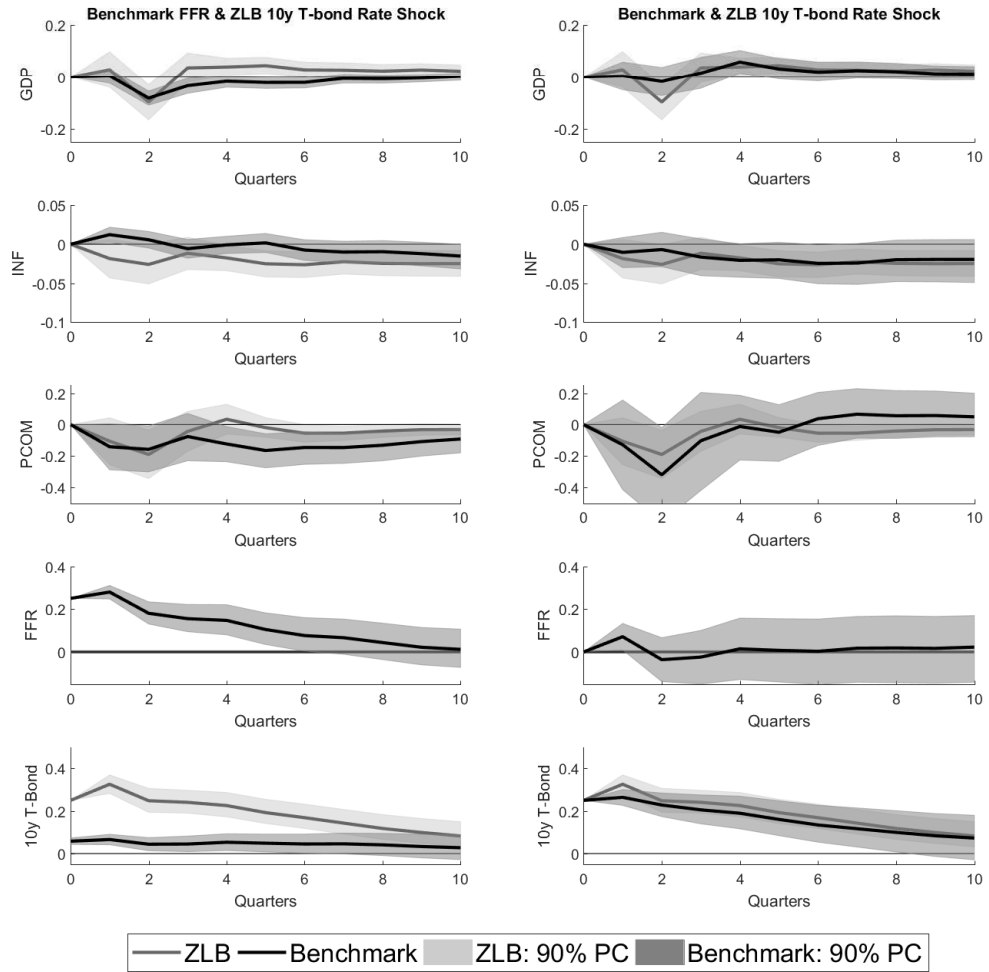 Benchmark FFR & ZLB 10y T-bond Rate Shock
0.2
0
-0.2
GDP
0 2 4 6 8 10
Quarters
0.05
0
-0.05
-0.1
INF
0 2 4 6 8 10
Quarters
0.2
0
-0.2
-0.4
PCOM
0 2 4 6 8 10
Quarters
0.4
0.2
0
FFR
0 2 4 6 8 10
Quarters
0.4
0.2
0
10y T-Bond
0 2 4 6 8 10
Quarters
Benchmark & ZLB 10y T-bond Rate Shock
0.2
0
-0.2
GDP
0 2 4 6 8 10
Quarters
0.05
0
-0.05
-0.1
INF
0 2 4 6 8 10
Quarters
0.2
0
-0.2
-0.4
PCOM
0 2 4 6 8 10
Quarters
0.4
0.2
0
FFR
0 2 4 6 8 10
Quarters
0.4
0.2
0
10y T-Bond
0 2 4 6 8 10
Quarters
ZLB Benchmark ZLB: 90% PC Benchmark: 90% PC